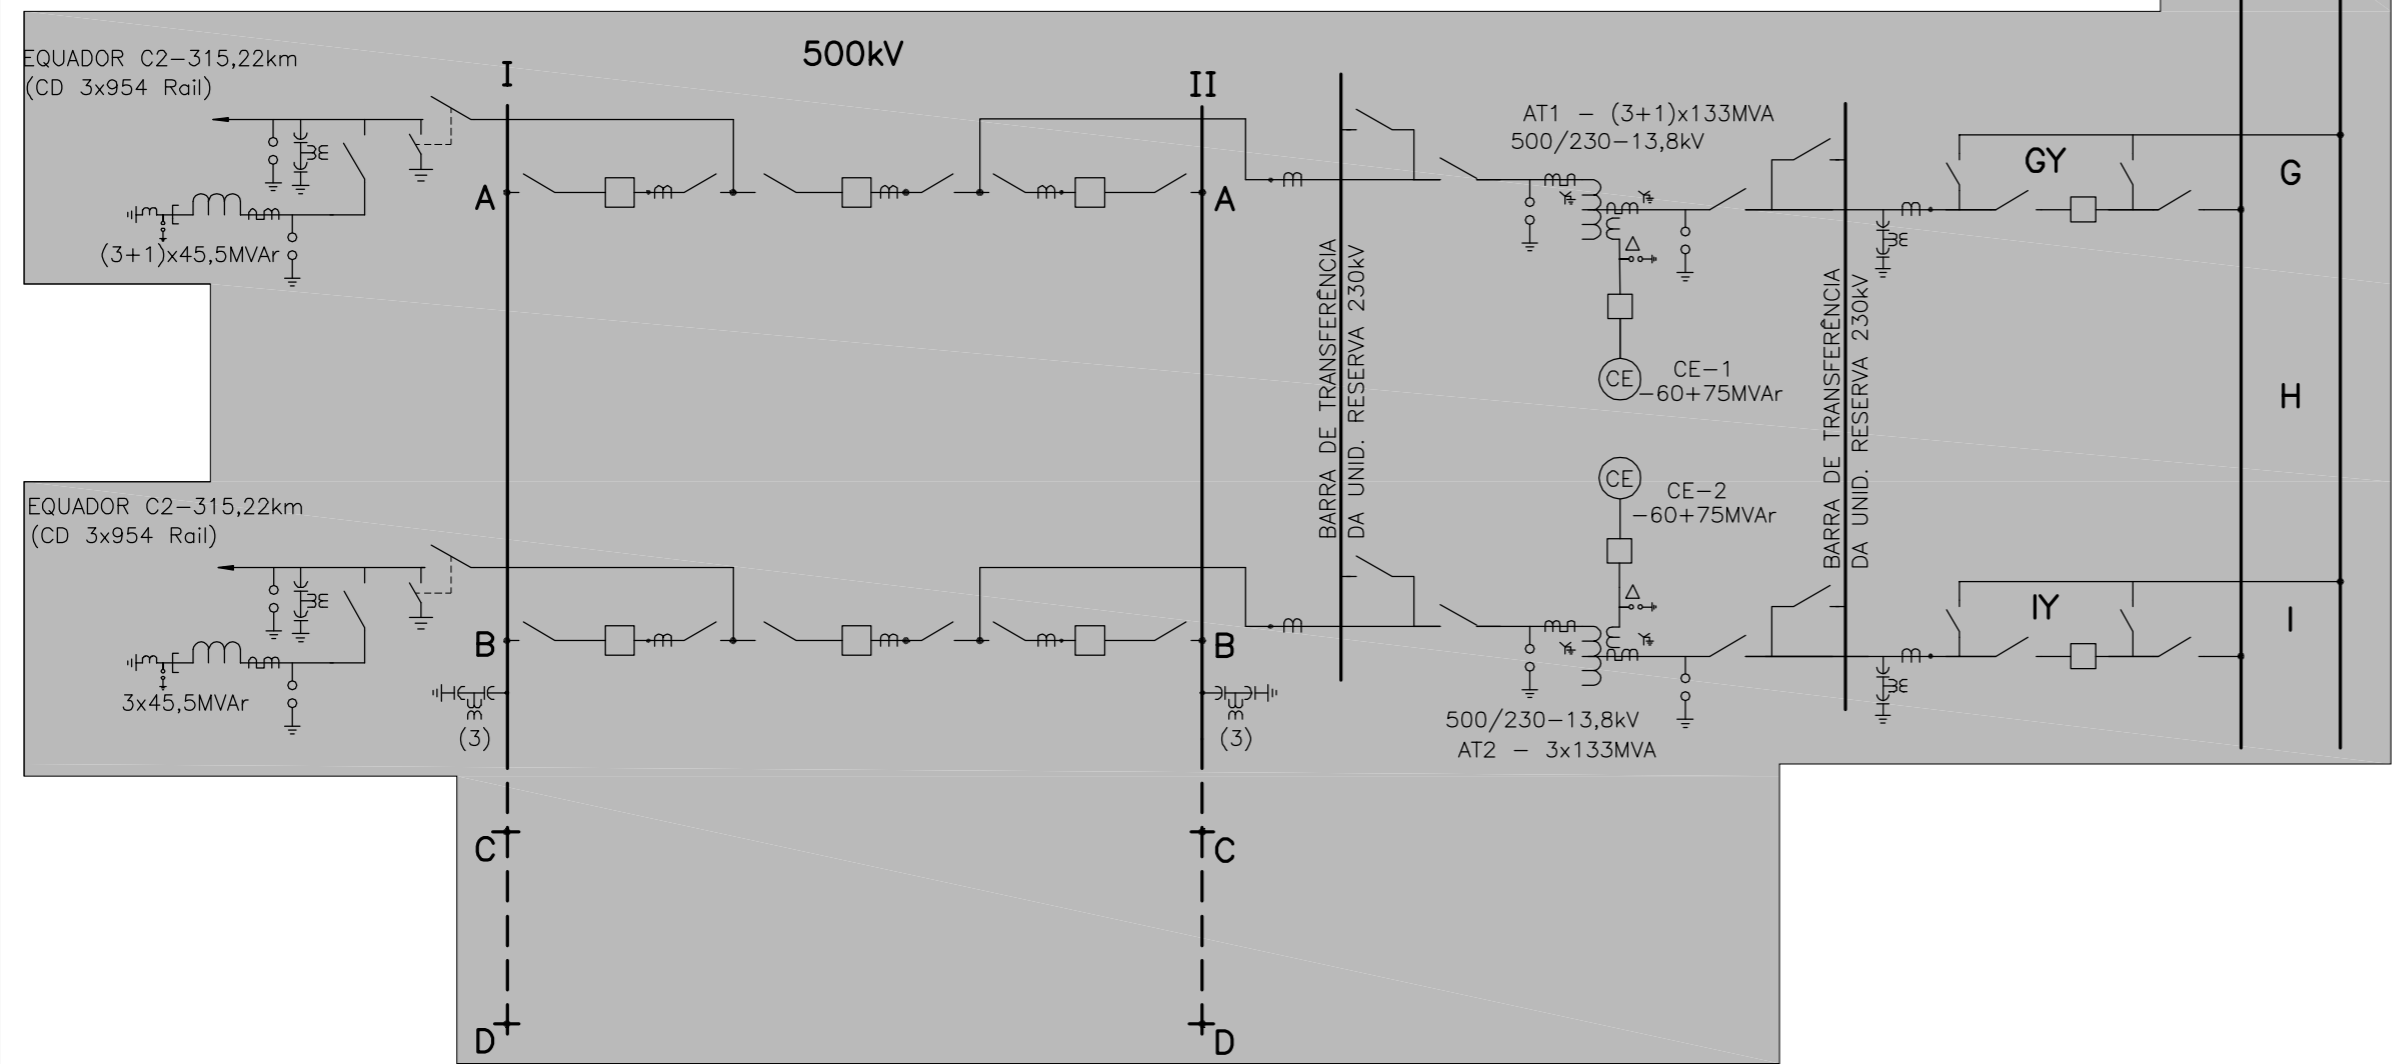 500kV
EQUADOR C2-315,22km
(CD 3x954 Rail)
I
II
AT1 - (3+1)x133MVA
500/230-13,8kV
A
A
GY
G
(3+1)x45,5MVAr
BARRA DE TRANSFERÊNCIA
DA UNID. RESERVA 230kV
BARRA DE TRANSFERÊNCIA
DA UNID. RESERVA 230kV
Δ
CE
CE-1
-60+75MVAr
H
CE
CE-2
-60+75MVAr
EQUADOR C2-315,22km
(CD 3x954 Rail)
Δ
IY
I
B
B
3x45,5MVAr
(3)
(3)
500/230-13,8kV
AT2 - 3x133MVA
C
C
D
D